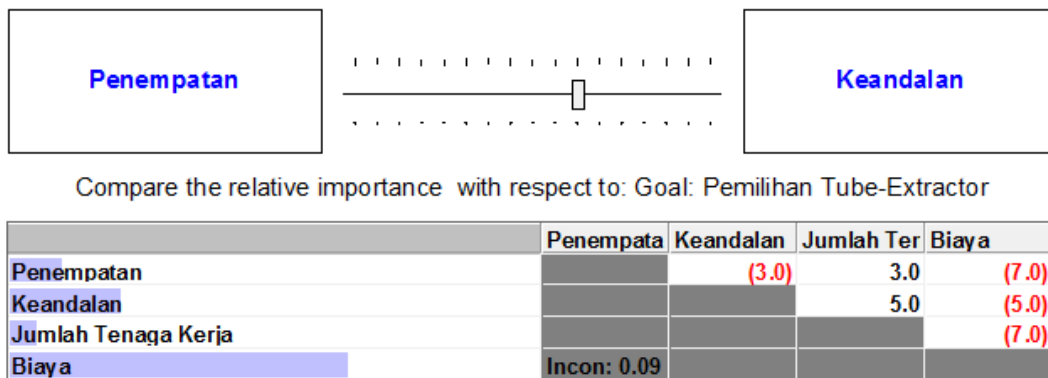 Penempatan Keandalan
Compare the relative importance with respect to: Goal: Pemilihan Tube-Extractor
Penempata Keandalan Jumlah Ter Biaya
Penempatan (3.0) 3.0 (7.0)
Keandalan 5.0 (5.0)
Jumlah Tenaga Kerja (7.0)
Biaya Incon: 0.09